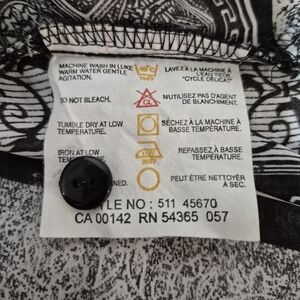 MACHINE WASH IN LUKE
WARM WATER GENTLE
AGITATION.
LAVEZ À LA MACHINE À
L'EAU TIÈDE
"CYCLE DÉLICAT"
TO NOT BLEACH.
N'UTILISEZ PAS D'AGENT
DE BLANCHIMENT.
TUMBLE DRY AT LOW
TEMPERATURE.
SÉCHEZ À LA MACHINE À
BASSE TEMPÉRATURE.
IRON AT LOW
TEMPERATURE.
REPASSEZ À BASSE
TEMPÉRATURE.
NED.
PEUT ÊTRE NETTOYÉR
A SEC.
LE NO : 511 45670
CA 00142 RN 54365 057